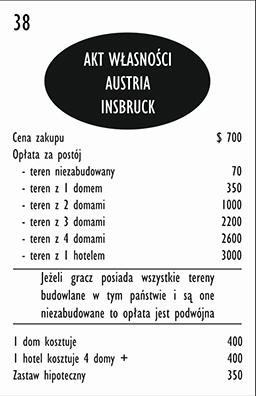 38
AKT WŁASNOŚCI
AUSTRIA
INSBRUCK
Cena zakupu $ 700
Opłata za postój
- teren niezabudowany 70
- teren z 1 domem 350
- teren z 2 domami 1000
- teren z 3 domami 2200
- teren z 4 domami 2600
- teren z 1 hotelem 3000
Jeżeli gracz posiada wszystkie tereny
budowlane w tym państwie i są one
niezabudowane to opłata jest podwójna
1 dom kosztuje 400
1 hotel kosztuje 4 domy + 400
Zastaw hipoteczny 350